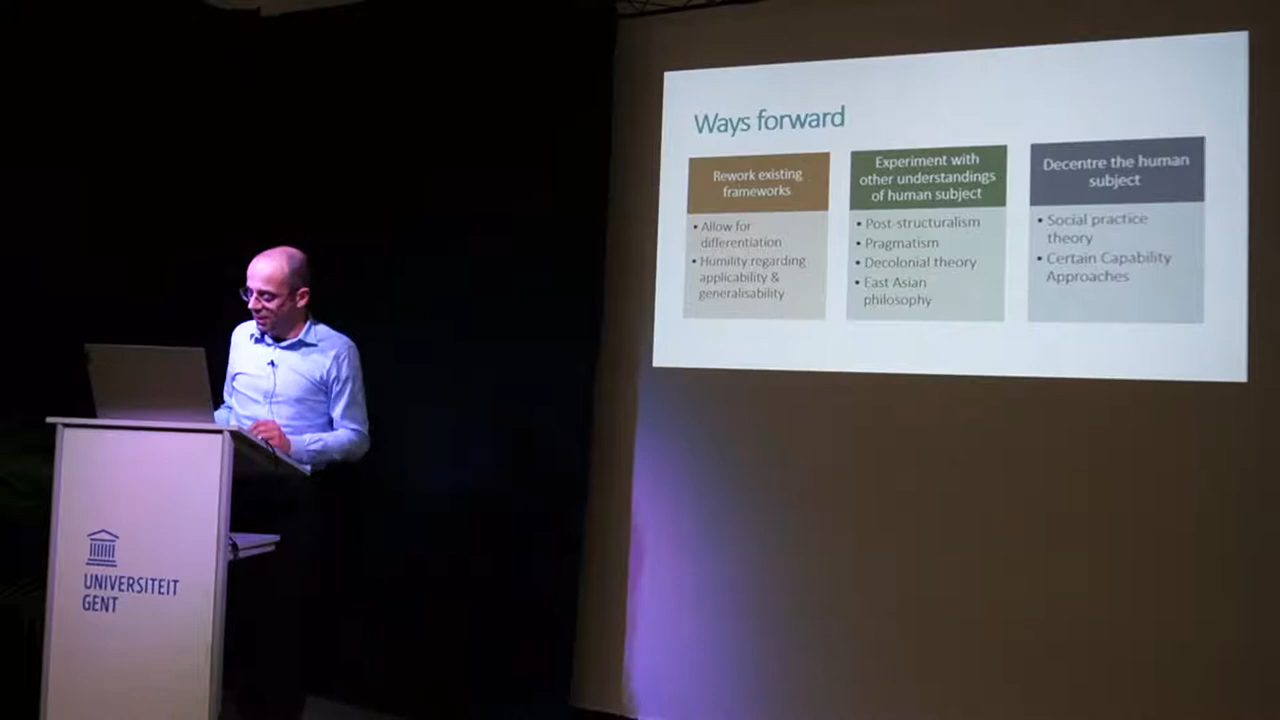 Ways forward
Rework existing
frameworks
• Allow for
differentiation
• Humility regarding
applicability &
generalisability
Experiment with
other understandings
of human subject
• Post-structuralism
• Pragmatism
• Decolonial theory
• East Asian
philosophy
Decentre the human
subject
• Social practice
theory
• Certain Capability
Approaches
UNIVERSITEIT
GENT